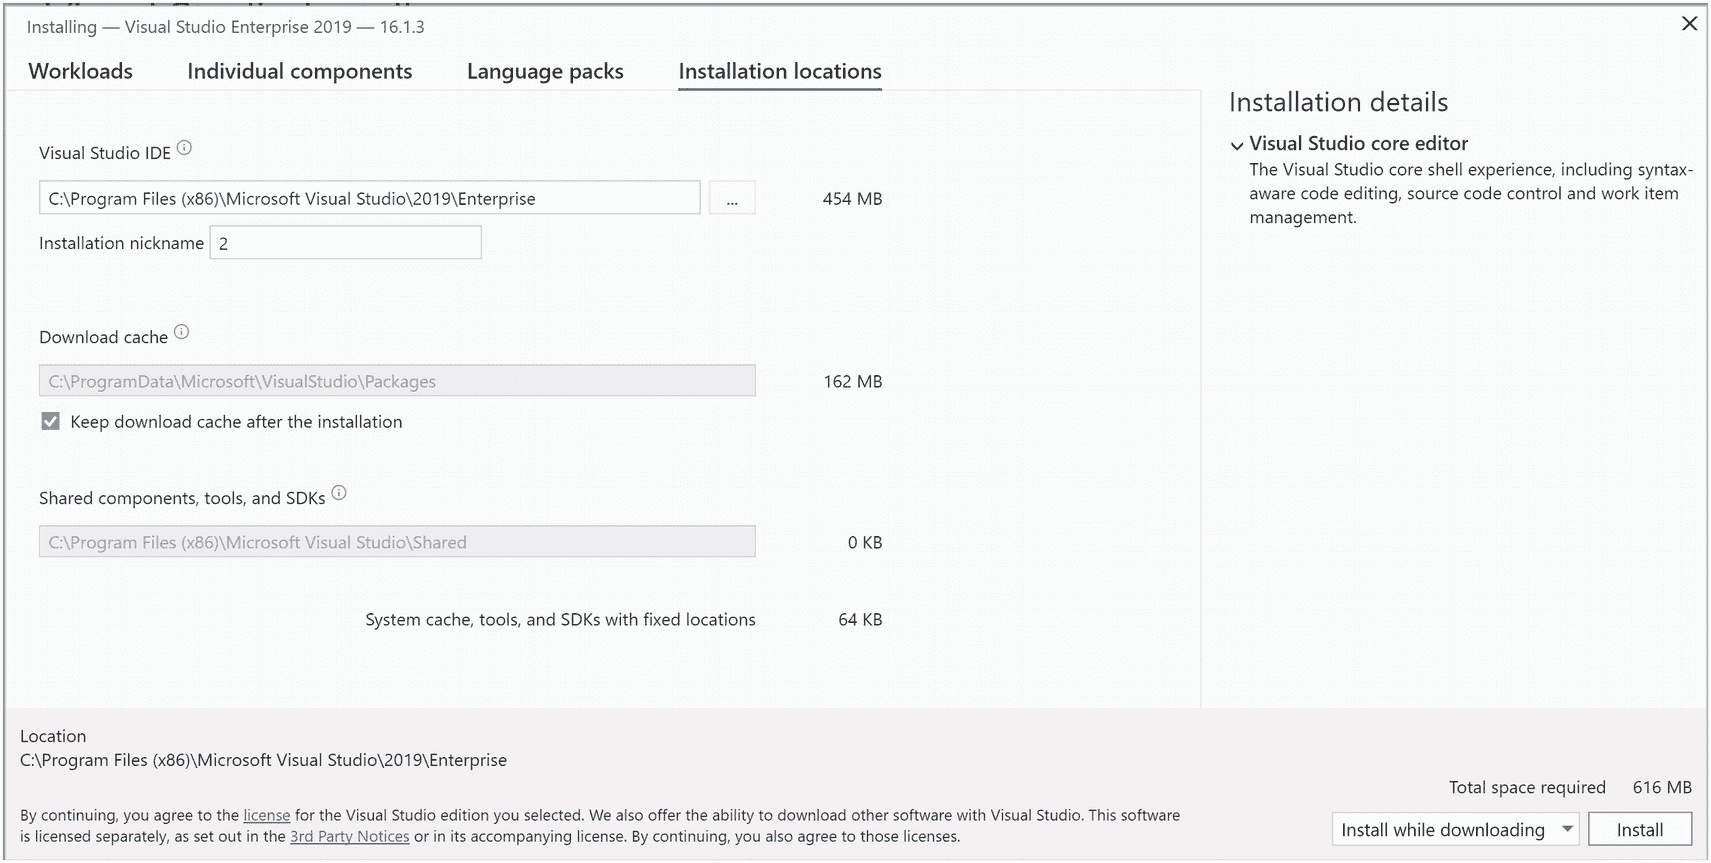 Installing — Visual Studio Enterprise 2019 — 16.1.3
Workloads
Individual components
Language packs
Installation locations
Visual Studio IDE
C:\Program Files (x86)\Microsoft Visual Studio\2019\Enterprise
...
454 MB
Installation nickname
2
Download cache
C:\ProgramData\Microsoft\VisualStudio\Packages
162 MB
Keep download cache after the installation
Shared components, tools, and SDKs
C:\Program Files (x86)\Microsoft Visual Studio\Shared
0 KB
System cache, tools, and SDKs with fixed locations
64 KB
Installation details
Visual Studio core editor
The Visual Studio core shell experience, including syntax-
aware code editing, source code control and work item
management.
Location
C:\Program Files (x86)\Microsoft Visual Studio\2019\Enterprise
Total space required 616 MB
By continuing, you agree to the license for the Visual Studio edition you selected. We also offer the ability to download other software with Visual Studio. This software
is licensed separately, as set out in the 3rd Party Notices or in its accompanying license. By continuing, you also agree to those licenses.
Install while downloading
Install